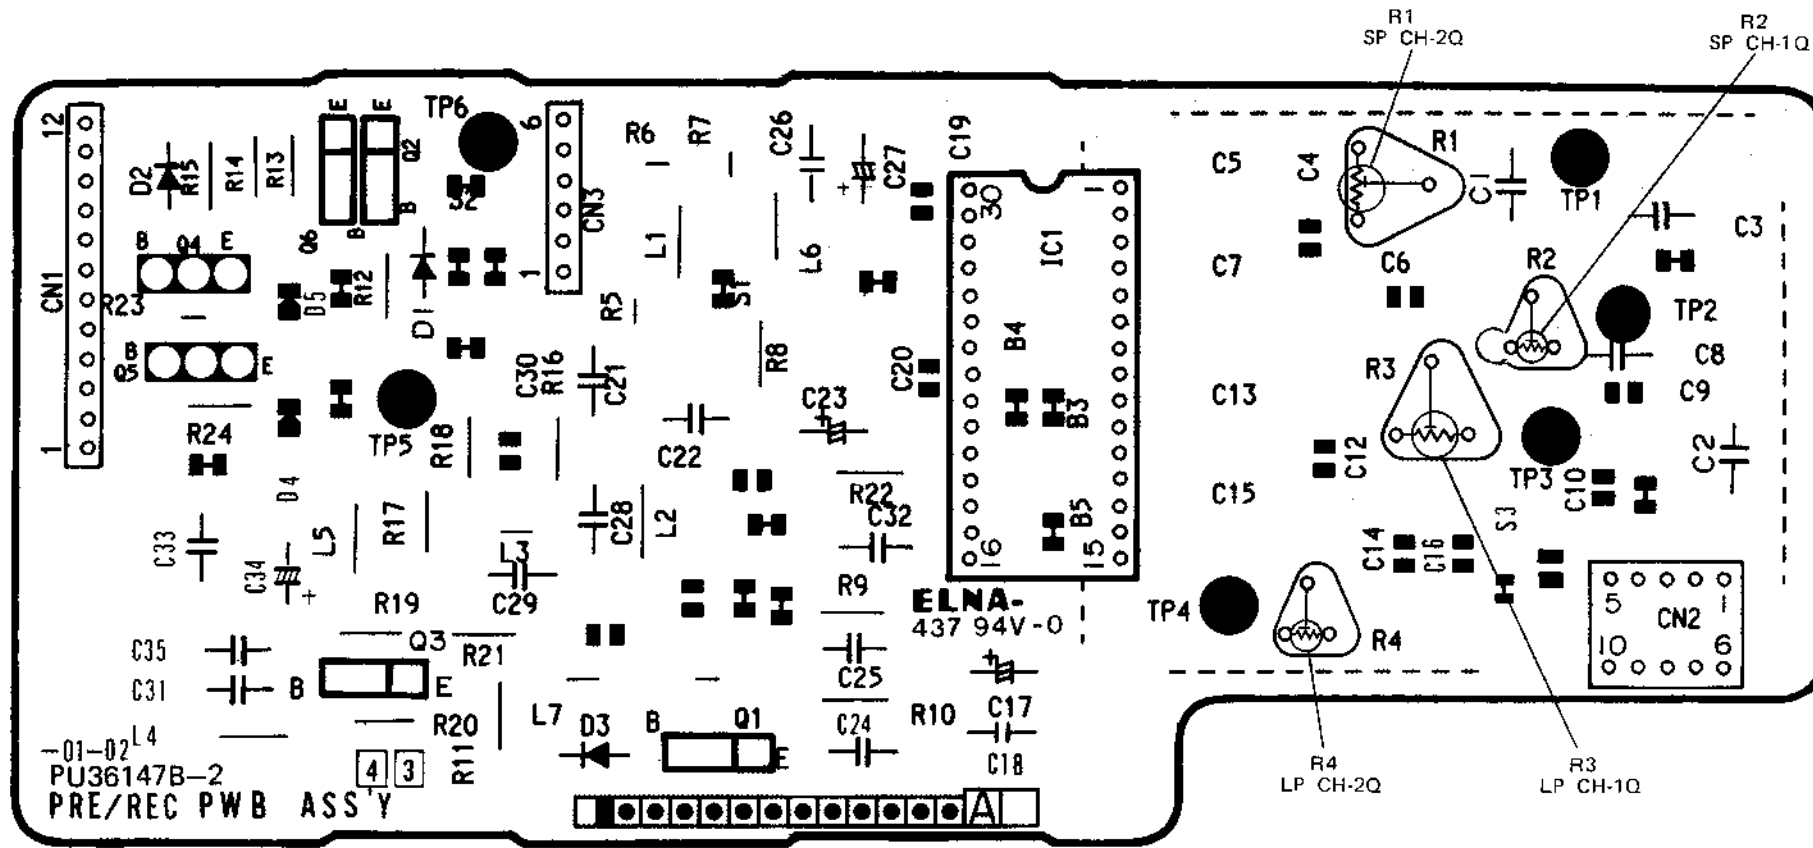 R1
SP CH-2Q
R2
SP CH-1Q
12
TP6
E
E
6
R6
R7
C26
C27
C19
C5
C4
R1
C1
TP1
D2
R15
R14
R13
Q2
B
CN3
30
1
C3
B
Q4
E
Q6
B
L1
L6
IC1
C7
C6
R2
CN1
R23
D5
R12
D1
1
R5
S1
B4
TP2
B
Q5
E
C30
R16
C21
R8
C20
R3
C8
C23
C13
C9
B3
1
R24
TP5
R18
C22
C12
C2
D4
R22
C15
TP3
C10
C33
L5
R17
L3
C28
L2
C32
B5
S3
16
15
C14
C16
C34
+
R19
C29
R9
ELNA-
437 94V-0
TP4
R4
5
1
CN2
10
6
C35
C31
B
Q3
E
R21
C25
+
L4
R20
R11
L7
D3
B
Q1
E
C24
R10
C17
C18
R4
LP CH-2Q
R3
LP CH-1Q
-01-02
PU36147B-2
4
3
PRE/REC PWB ASS'Y
A